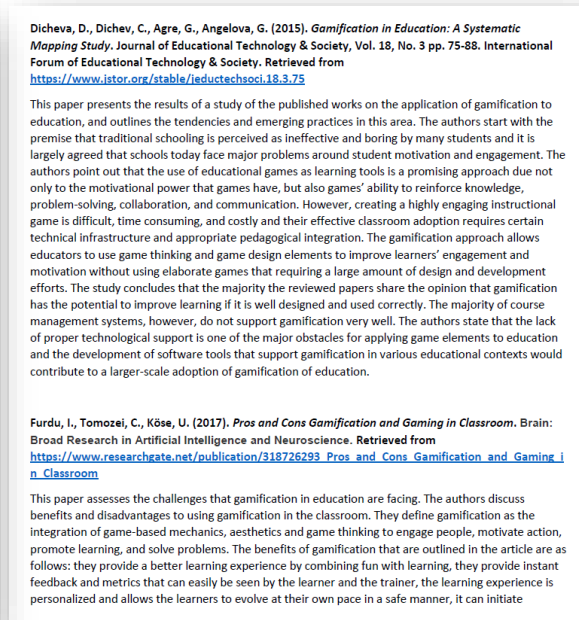 Dicheva, D., Dichev, C., Agre, G., Angelova, G. (2015). Gamification in Education: A Systematic
Mapping Study. Journal of Educational Technology & Society, Vol. 18, No. 3 pp. 75-88. International
Forum of Educational Technology & Society. Retrieved from
https://www.jstor.org/stable/jeductechsoci.18.3.75
This paper presents the results of a study of the published works on the application of gamification to
education, and outlines the tendencies and emerging practices in this area. The authors start with the
premise that traditional schooling is perceived as ineffective and boring by many students and it is
largely agreed that schools today face major problems around student motivation and engagement. The
authors point out that the use of educational games as learning tools is a promising approach due not
only to the motivational power that games have, but also games' ability to reinforce knowledge,
problem-solving, collaboration, and communication. However, creating a highly engaging instructional
game is difficult, time consuming, and costly and their effective classroom adoption requires certain
technical infrastructure and appropriate pedagogical integration. The gamification approach allows
educators to use game thinking and game design elements to improve learners' engagement and
motivation without using elaborate games that requiring a large amount of design and development
efforts. The study concludes that the majority the reviewed papers share the opinion that gamification
has the potential to improve learning if it is well designed and used correctly. The majority of course
management systems, however, do not support gamification very well. The authors state that the lack
of proper technological support is one of the major obstacles for applying game elements to education
and the development of software tools that support gamification in various educational contexts would
contribute to a larger-scale adoption of gamification of education.
Furdu, I., Tomozei, C., Köse, U. (2017). Pros and Cons Gamification and Gaming in Classroom. Brain:
Broad Research in Artificial Intelligence and Neuroscience. Retrieved from
https://www.researchgate.net/publication/318726293_Pros_and_Cons_Gamification_and_Gaming_i
n_Classroom
This paper assesses the challenges that gamification in education are facing. The authors discuss
benefits and disadvantages to using gamification in the classroom. They define gamification as the
integration of game-based mechanics, aesthetics and game thinking to engage people, motivate action,
promote learning, and solve problems. The benefits of gamification that are outlined in the article are as
follows: they provide a better learning experience by combining fun with learning, they provide instant
feedback and metrics that can easily be seen by the learner and the trainer, the learning experience is
personalized and allows the learners to evolve at their own pace in a safe manner, it can initiate